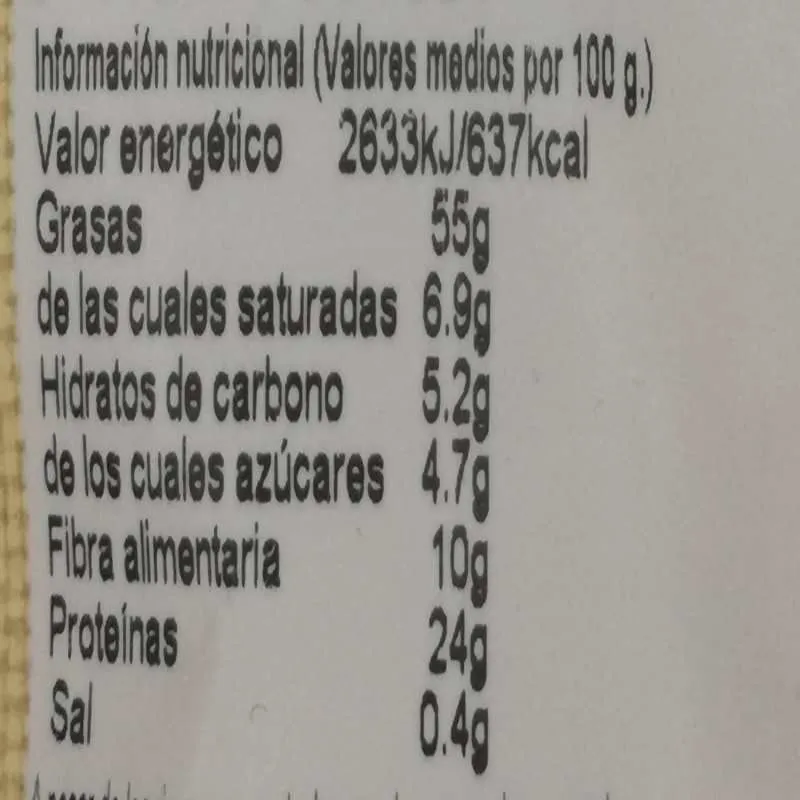 Información nutricional (Valores medios por 100 g.)
Valor energético 2633kJ/637kcal
Grasas 55g
de las cuales saturadas 6.9g
Hidratos de carbono 5.2g
de los cuales azúcares 4.7g
Fibra alimentaria 10g
Proteínas 24g
Sal 0.4g